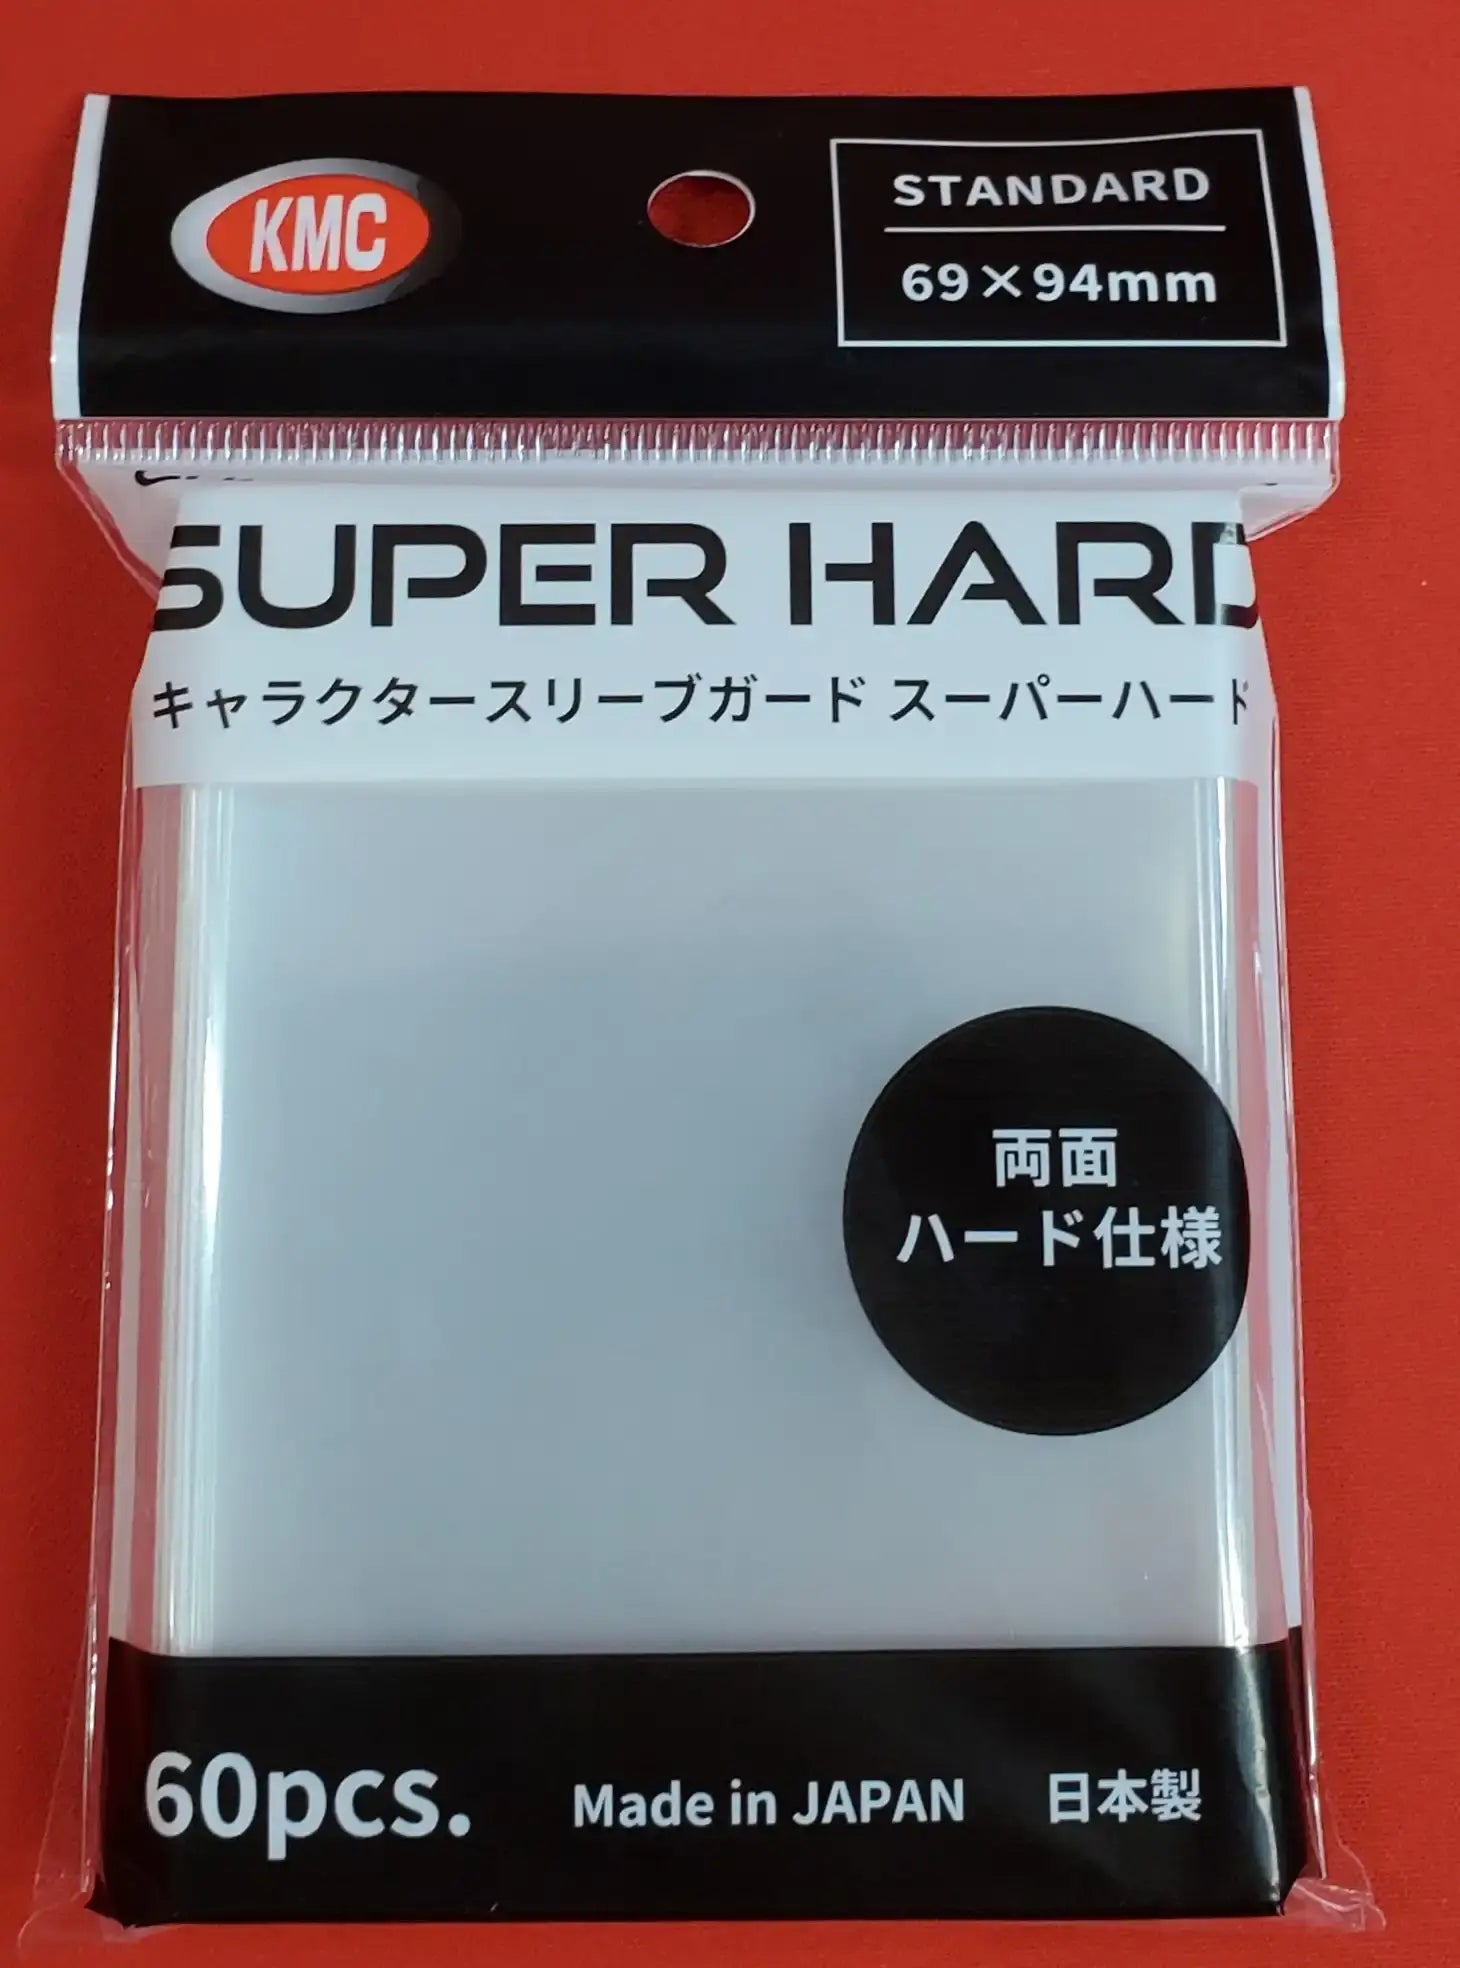 KMC
STANDARD
69×94mm
SUPER HARD
キャラクタースリーブガード スーパーハード
両面
ハード仕様
60pcs. Made in JAPAN 日本製